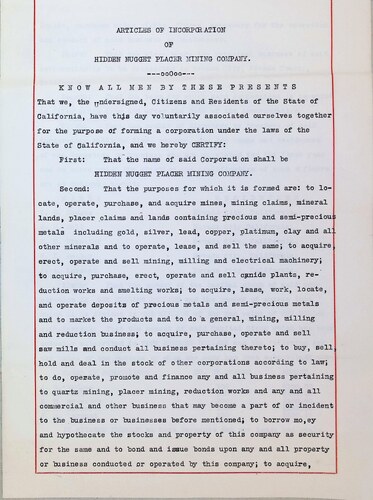 ARTICLES OF INCORPORATION
OF
HIDDEN NUGGET PLACER MINING COMPANY.
---ooOoo---
K N O W  A L L  M E N  B Y  T H E S E  P R E S E N T S
That we, the undersigned, Citizens and Residents of the State of
California, have this day voluntarily associated ourselves together
for the purpose of forming a corporation under the laws of the
State of California, and we hereby CERTIFY:
First: That the name of said Corporation shall be
HIDDEN NUGGET PLACER MINING COMPANY.
Second: That the purposes for which it is formed are: to lo-
cate, operate, purchase, and acquire mines, mining claims, mineral
lands, placer claims and lands containing precious and semi-precious
metals including gold, silver, lead, copper, platinum, clay and all
other minerals and to operate, lease, and sell the same; to acquire,
erect, operate and sell mining, milling and electrical machinery;
to acquire, purchase, erect, operate and sell cynide plants, re-
duction works and smelting works; to acquire, lease, work, locate,
and operate deposits of precious metals and semi-precious metals
and to market the products and to do a general, mining, milling
and reduction business; to acquire, purchase, operate and sell
saw mills and conduct all business pertaining thereto; to buy, sell,
hold and deal in the stock of other corporations according to law;
to do, operate, promote and finance any and all business pertaining
to quartz mining, placer mining, reduction works and any and all
commercial and other business that may become a part of or incident
to the business or businesses before mentioned; to borrow money
and hypothecate the stocks and property of this company as security
for the same and to bond and issue bonds upon any and all property
or business conducted or operated by this company; to acquire,